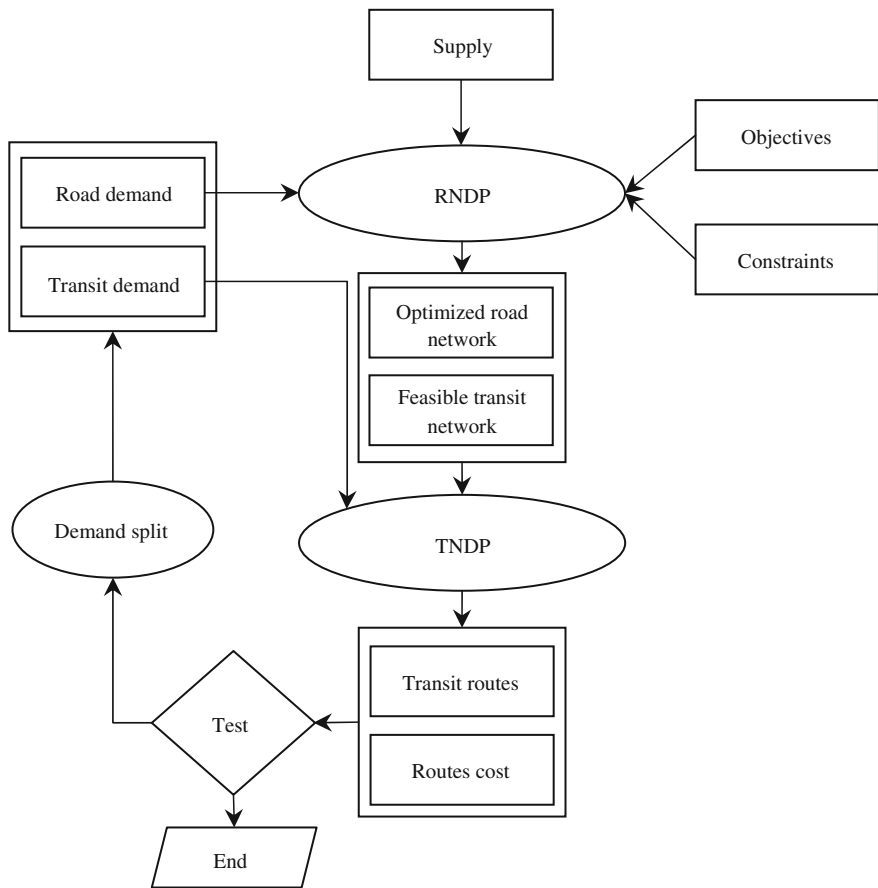 Supply
Objectives
Road demand
RNDP
Transit demand
Constraints
Optimized road
network
Feasible transit
network
Demand split
TNDP
Transit routes
Test
Routes cost
End